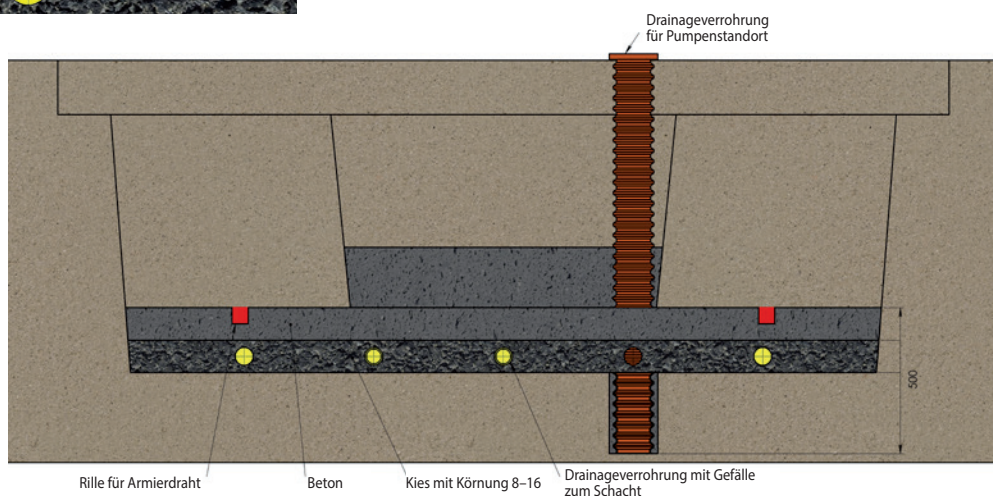 Drainageverrohrung
für Pumpenstandort
500
Rille für Armierdraht
Beton
Kies mit Körnung 8–16
Drainageverrohrung mit Gefälle
zum Schacht